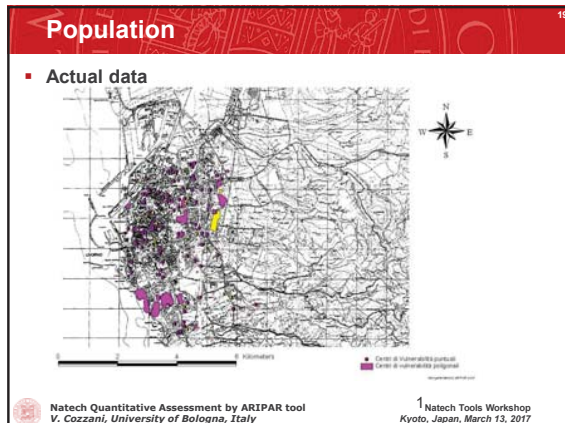 19
Population
▪ Actual data
N
W E
S
0 2 4 6 Kilometers
Centri di Vulnerabilità puntuali
Centri di vulnerabilità poligonali
Natech Quantitative Assessment by ARIPAR tool
V. Cozzani, University of Bologna, Italy
1 Natech Tools Workshop
Kyoto, Japan, March 13, 2017